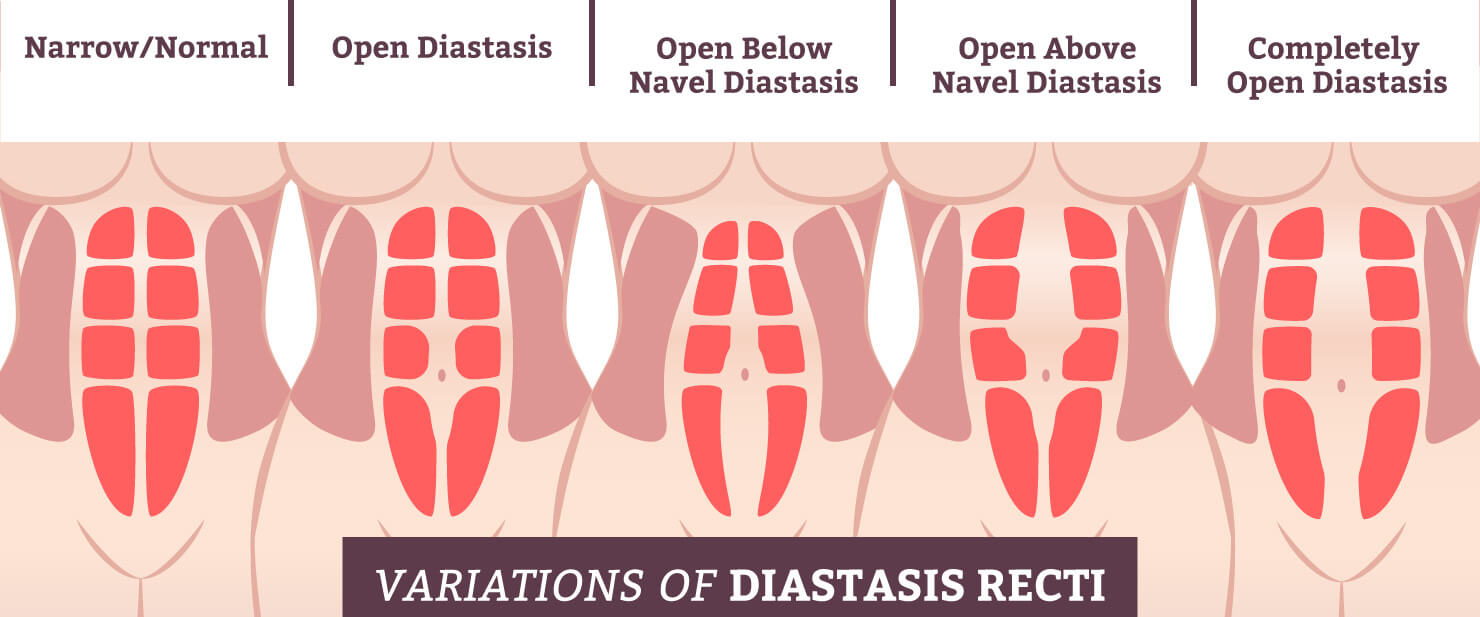 Narrow/Normal
Open Diastasis
Open Below
Navel Diastasis
Open Above
Navel Diastasis
Completely
Open Diastasis
VARIATIONS OF DIASTASIS RECTI